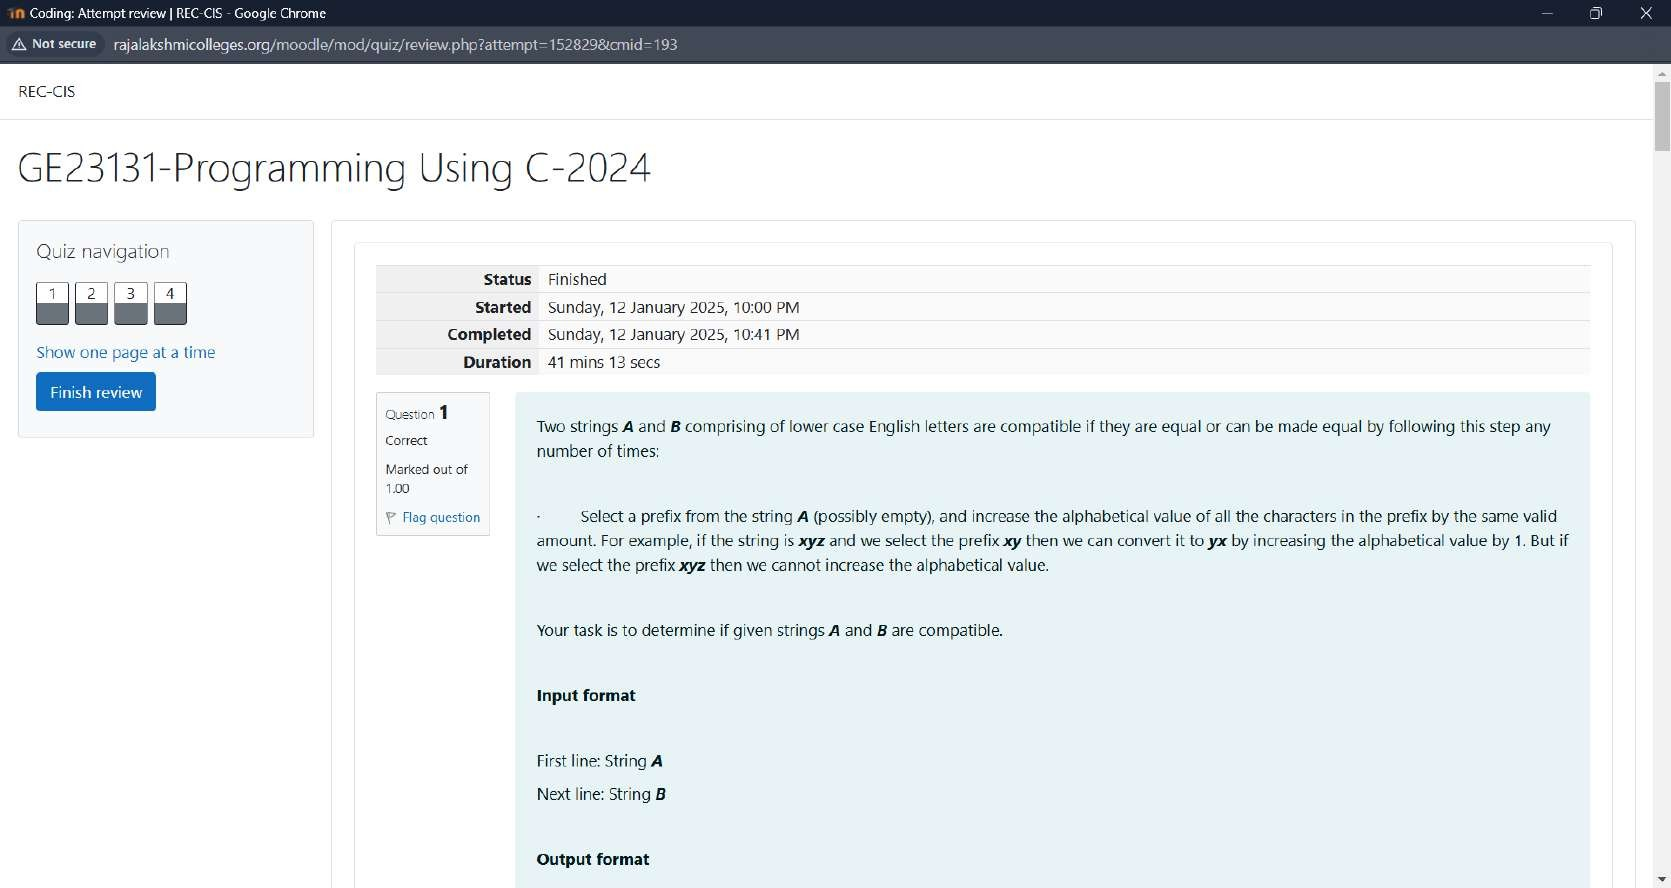 Coding: Attempt review | REC-CIS - Google Chrome
Not secure rajalakshmicolleges.org/moodle/mod/quiz/review.php?attempt=152829&cmid=193
REC-CIS
GE23131-Programming Using C-2024
Quiz navigation
1 2 3 4
Show one page at a time
Finish review
Status Finished
Started Sunday, 12 January 2025, 10:00 PM
Completed Sunday, 12 January 2025, 10:41 PM
Duration 41 mins 13 secs
Question 1
Correct
Marked out of
1.00
Flag question
Two strings A and B comprising of lower case English letters are compatible if they are equal or can be made equal by following this step any
number of times:
· Select a prefix from the string A (possibly empty), and increase the alphabetical value of all the characters in the prefix by the same valid
amount. For example, if the string is xyz and we select the prefix xy then we can convert it to yx by increasing the alphabetical value by 1. But if
we select the prefix xyz then we cannot increase the alphabetical value.
Your task is to determine if given strings A and B are compatible.
Input format
First line: String A
Next line: String B
Output format